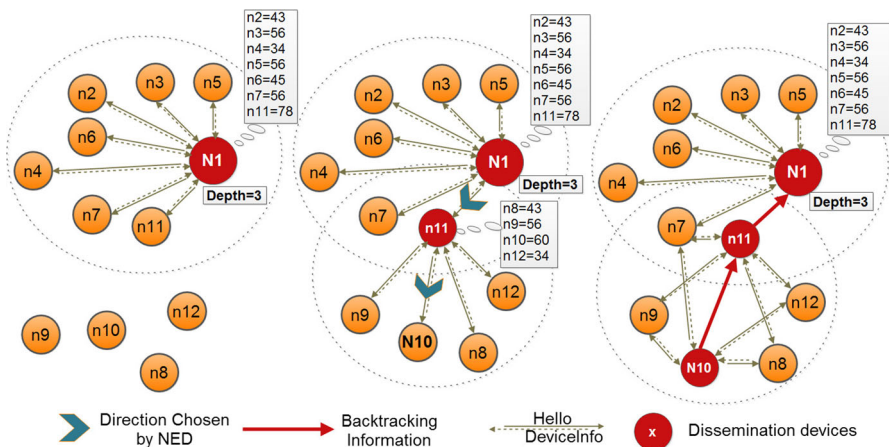 n2=43
n3=56
n4=34
n5=56
n6=45
n7=56
n11=78
n3
n5
n2
n6
N1
n4
Depth=3
n7
n11
n9
n10
n12
n8
n2=43
n3=56
n4=34
n5=56
n6=45
n7=56
n11=78
n3
n5
n2
n6
N1
n4
Depth=3
n7
n11
n8=43
n9=56
n10=60
n12=34
n12
n9
N10
n8
n2=43
n3=56
n4=34
n5=56
n6=45
n7=56
n11=78
n3
n5
n2
n6
N1
n4
Depth=3
n7
n11
n9
n12
N10
n8
Direction Chosen
by NED
Backtracking
Information
Hello
DeviceInfo
x
Dissemination devices